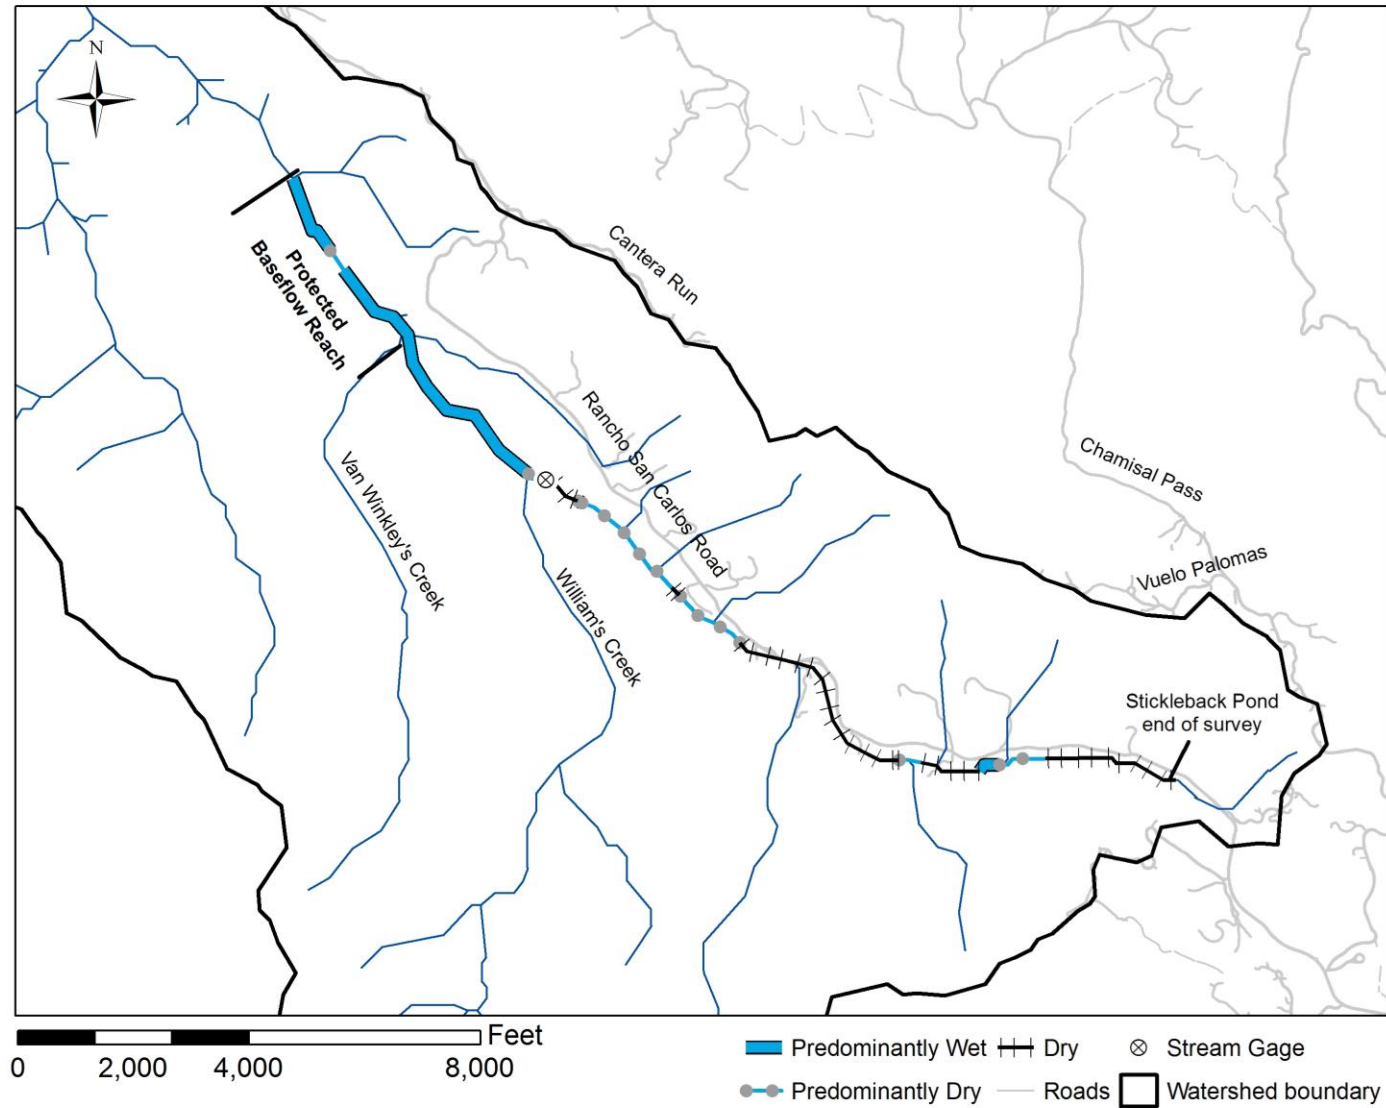 N
Cantera Run
Protected
Baseflow Reach
Rancho San Carlos Road
Chamisal Pass
Van Winkley's Creek
Vuelo Palomas
William's Creek
Stickleback Pond
end of survey
Feet
0 2,000 4,000 8,000
Predominantly Wet Dry Stream Gage
Predominantly Dry Roads Watershed boundary